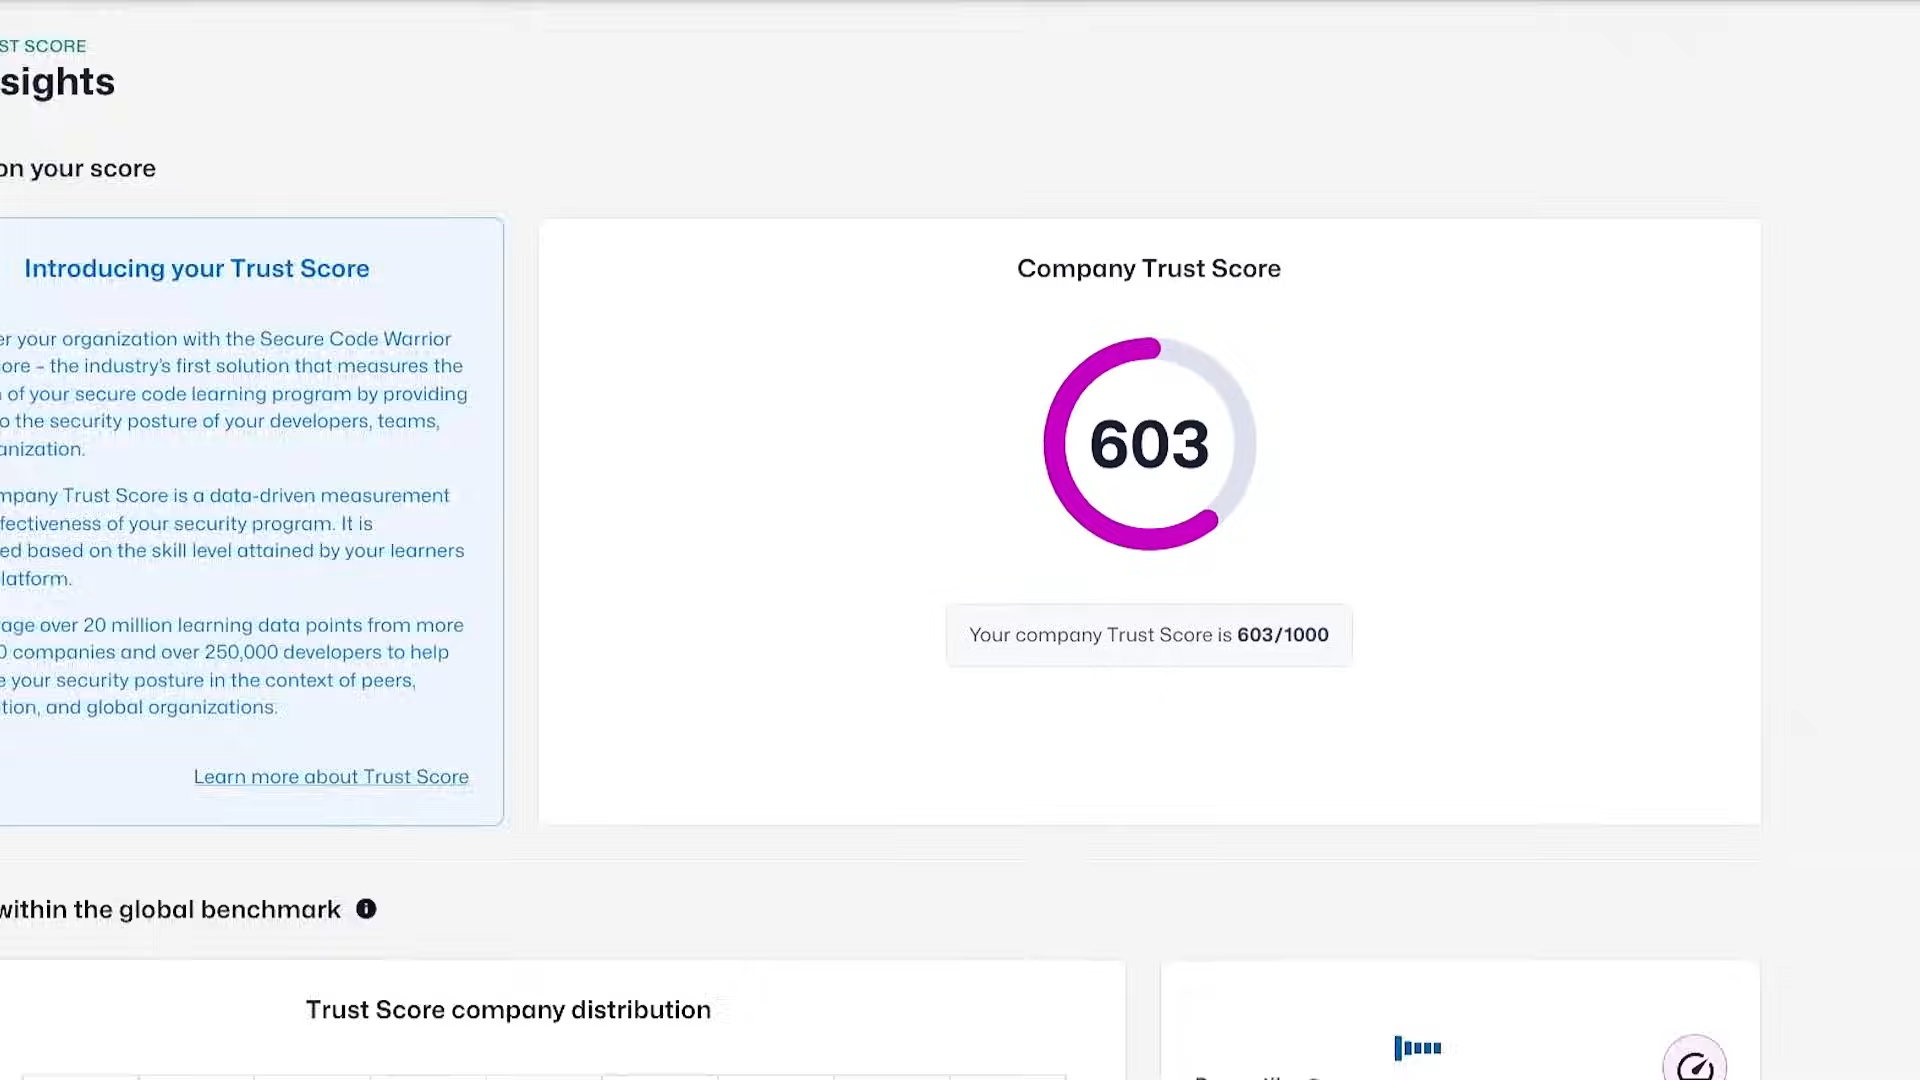 ST SCORE
sights
on your score
Introducing your Trust Score
er your organization with the Secure Code Warrior
ore – the industry's first solution that measures the
of your secure code learning program by providing
o the security posture of your developers, teams,
anization.
mpany Trust Score is a data-driven measurement
fectiveness of your security program. It is
ed based on the skill level attained by your learners
latform.
age over 20 million learning data points from more
0 companies and over 250,000 developers to help
e your security posture in the context of peers,
tion, and global organizations.
Learn more about Trust Score
Company Trust Score
603
Your company Trust Score is 603/1000
within the global benchmark
Trust Score company distribution